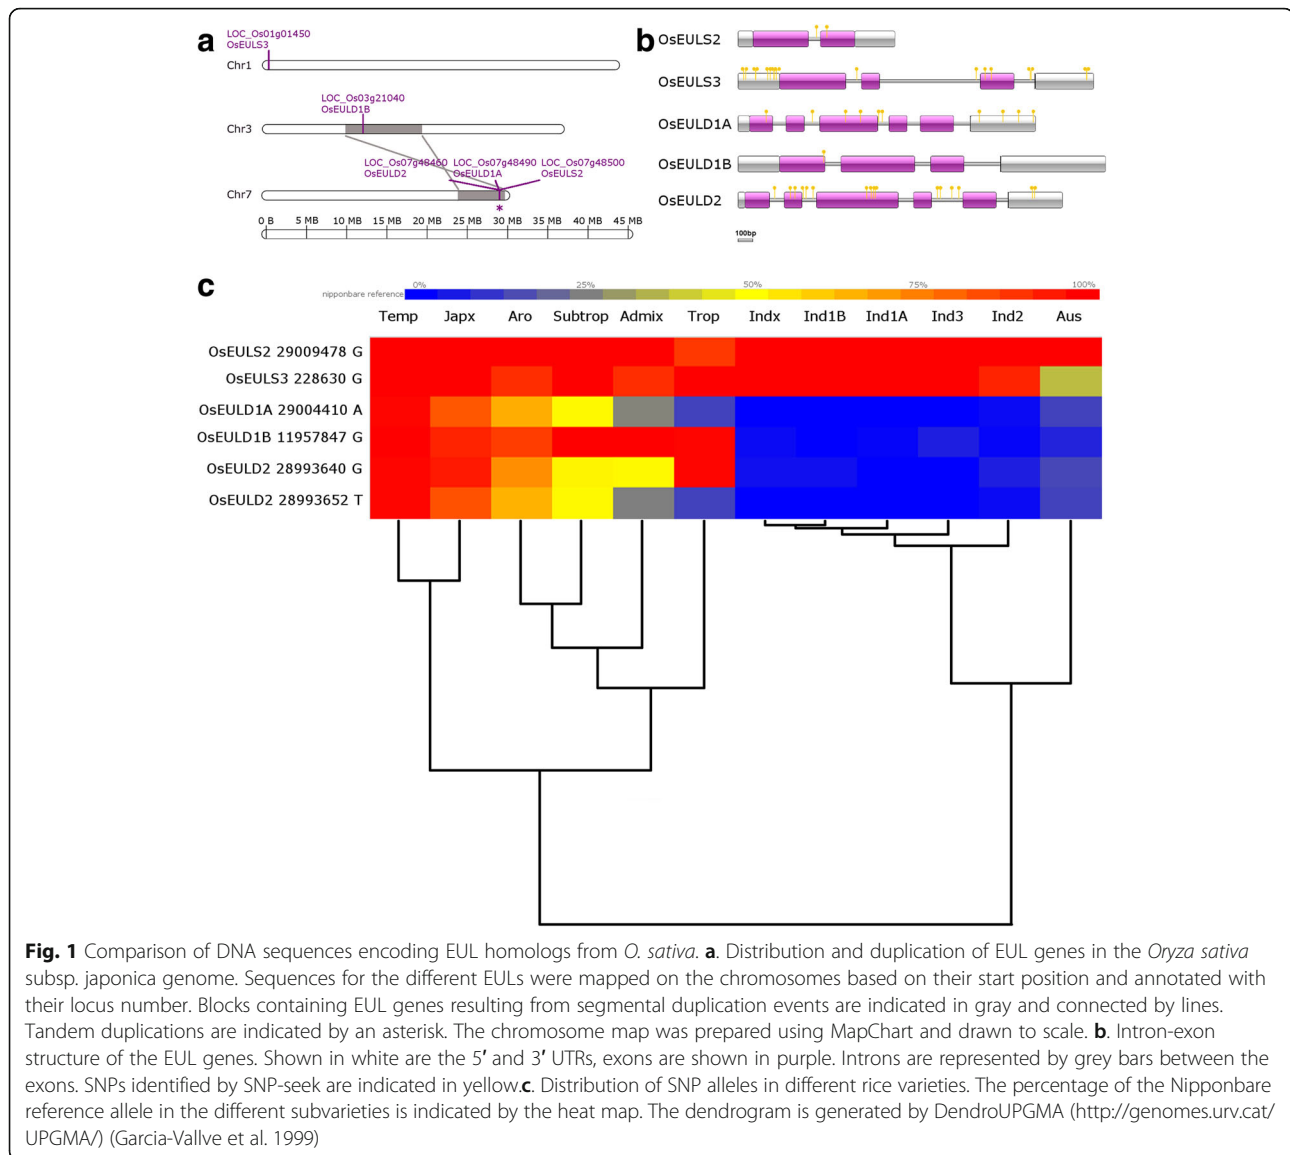 a
LOC_Os01g01450
OsEULS3
Chr1
LOC_Os03g21040
OsEULD1B
Chr3
LOC_Os07g48460 LOC_Os07g48490 LOC_Os07g48500
OsEULD2 OsEULD1A OsEULS2
Chr7
*
0 B 5 MB 10 MB 15 MB 20 MB 25 MB 30 MB 35 MB 40 MB 45 MB
b
OsEULS2
OsEULS3
OsEULD1A
OsEULD1B
OsEULD2
100bp
c
nipponbare reference 0% 25% 50% 75% 100%
Temp Japx Aro Subtrop Admix Trop Indx Ind1B Ind1A Ind3 Ind2 Aus
OsEULS2 29009478 G
OsEULS3 228630 G
OsEULD1A 29004410 A
OsEULD1B 11957847 G
OsEULD2 28993640 G
OsEULD2 28993652 T
Fig. 1 Comparison of DNA sequences encoding EUL homologs from O. sativa. a. Distribution and duplication of EUL genes in the Oryza sativa
subsp. japonica genome. Sequences for the different EULs were mapped on the chromosomes based on their start position and annotated with
their locus number. Blocks containing EUL genes resulting from segmental duplication events are indicated in gray and connected by lines.
Tandem duplications are indicated by an asterisk. The chromosome map was prepared using MapChart and drawn to scale. b. Intron-exon
structure of the EUL genes. Shown in white are the 5′ and 3′ UTRs, exons are shown in purple. Introns are represented by grey bars between the
exons. SNPs identified by SNP-seek are indicated in yellow.c. Distribution of SNP alleles in different rice varieties. The percentage of the Nipponbare
reference allele in the different subvarieties is indicated by the heat map. The dendrogram is generated by DendroUPGMA (http://genomes.urv.cat/
UPGMA/) (Garcia-Vallve et al. 1999)